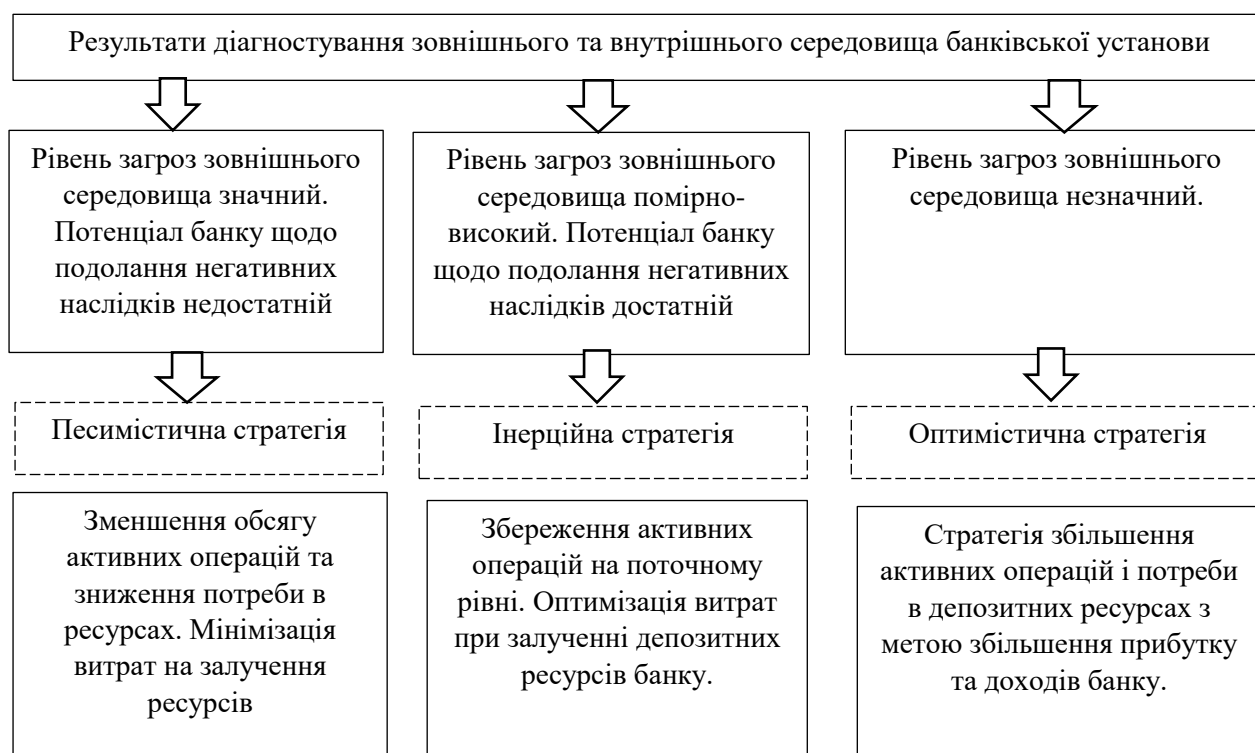 Результати діагностування зовнішнього та внутрішнього середовища банківської установи
Рівень загроз зовнішнього
середовища значний.
Потенціал банку щодо
подолання негативних
наслідків недостатній
Рівень загроз зовнішнього
середовища помірно-
високий. Потенціал банку
щодо подолання негативних
наслідків достатній
Рівень загроз зовнішнього
середовища незначний.
Песимістична стратегія
Інерційна стратегія
Оптимістична стратегія
Зменшення обсягу
активних операцій та
зниження потреби в
ресурсах. Мінімізація
витрат на залучення
ресурсів
Збереження активних
операцій на поточному
рівні. Оптимізація витрат
при залученні депозитних
ресурсів банку.
Стратегія збільшення
активних операцій і потреби
в депозитних ресурсах з
метою збільшення прибутку
та доходів банку.